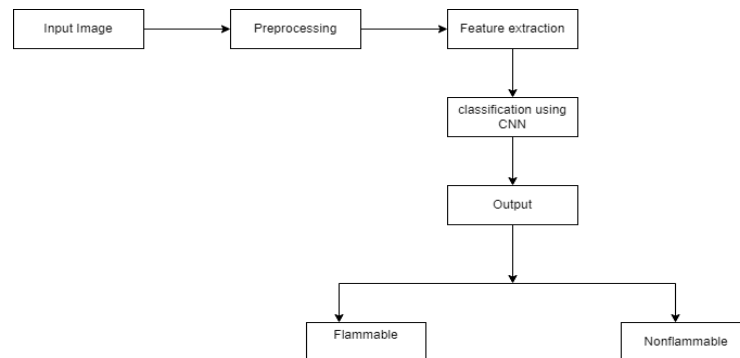 Input Image
Preprocessing
Feature extraction
classification using
CNN
Output
Flammable
Nonflammable